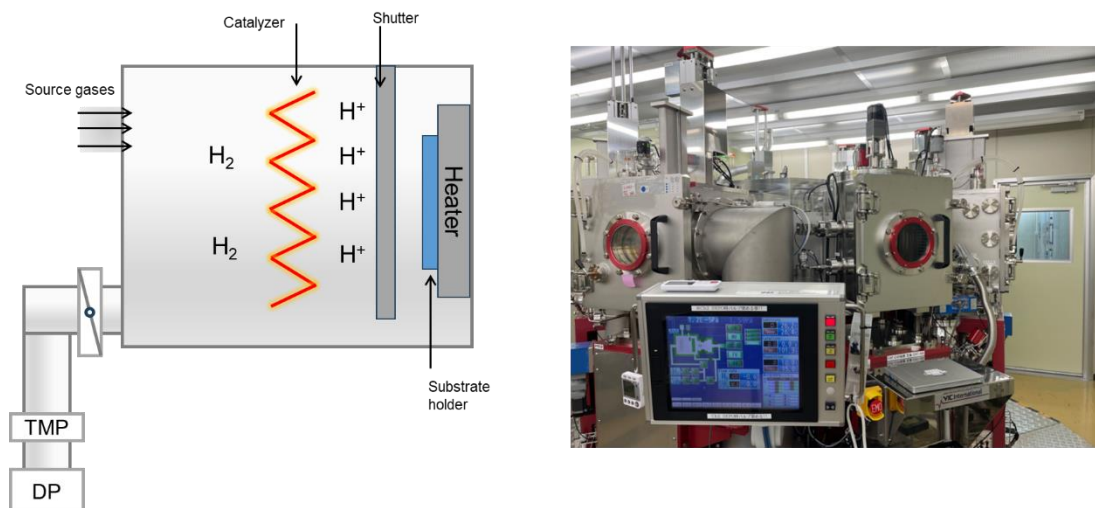 Catalyzer
Shutter
Source gases
H₂
H₂
H⁺
H⁺
H⁺
H⁺
Heater
Substrate
holder
TMP
DP